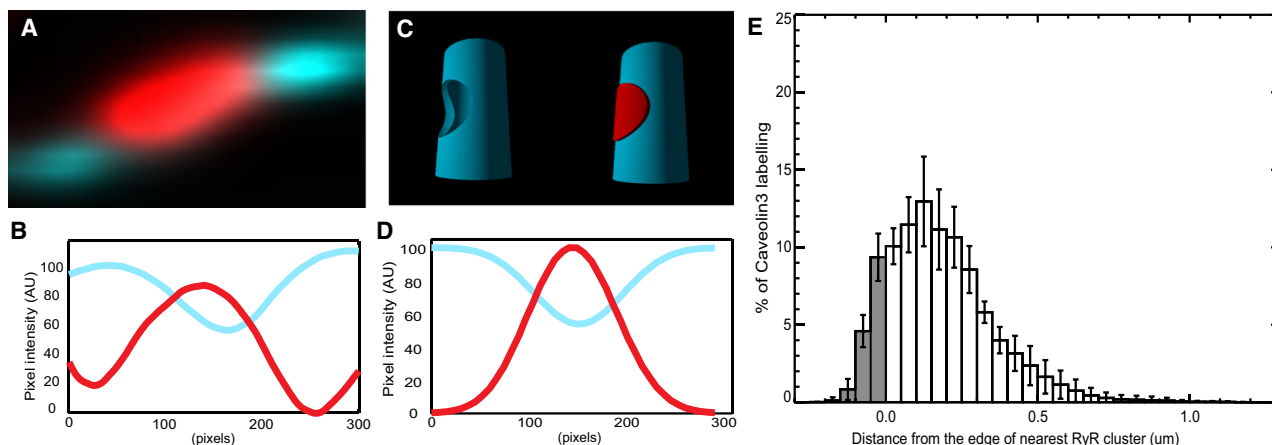 A
B
Pixel intensity (AU)
100
80
60
40
20
0
0 100 200 300
(pixels)
C
D
Pixel intensity (AU)
100
80
60
40
20
0
0 100 200 300
(pixels)
E
% of Caveolin3 labelling
25
20
15
10
5
0
0.0 0.5 1.0
Distance from the edge of nearest RyR cluster (um)